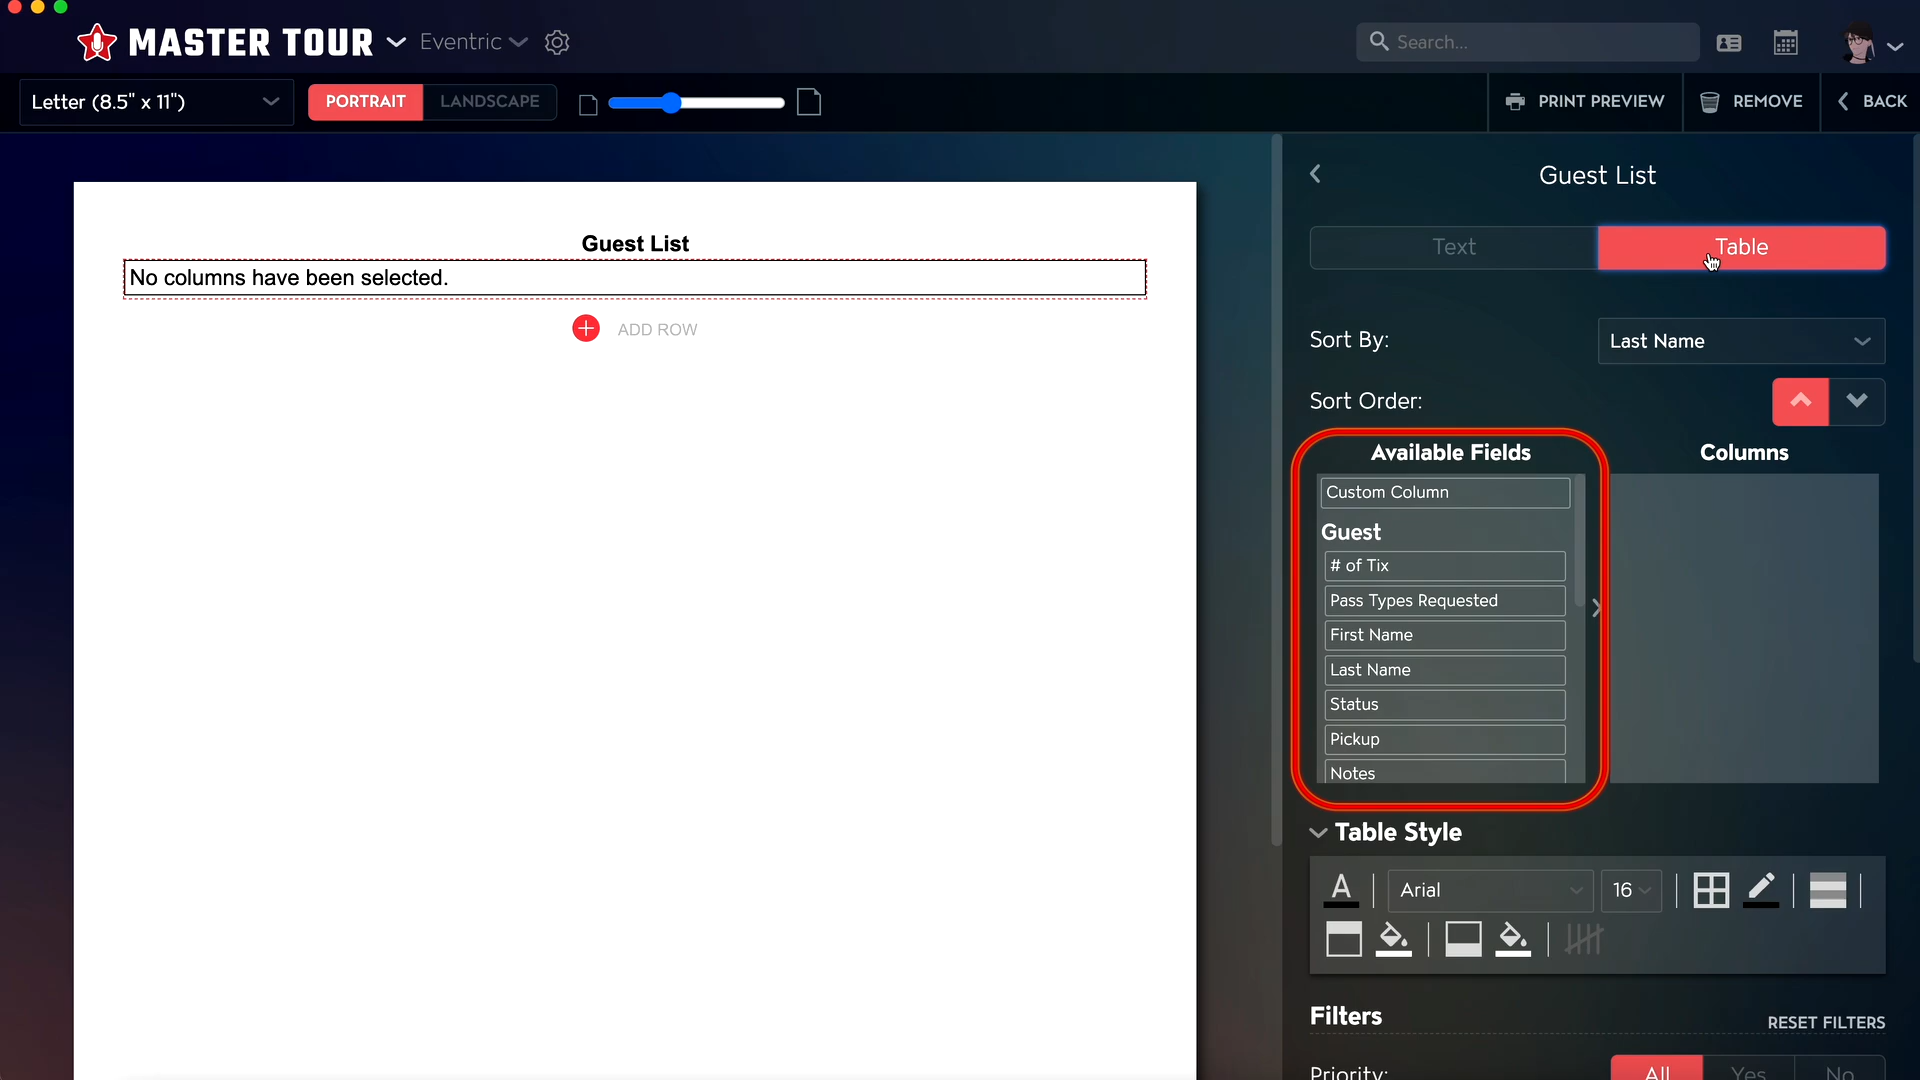 MASTER TOUR
Eventric
Search...
Letter (8.5" x 11")
PORTRAIT
LANDSCAPE
PRINT PREVIEW
REMOVE
BACK
Guest List
No columns have been selected.
ADD ROW
Guest List
Text
Table
Sort By:
Last Name
Sort Order:
Available Fields
Columns
Custom Column
Guest
# of Tix
Pass Types Requested
First Name
Last Name
Status
Pickup
Notes
Table Style
A
Arial
16
Filters
RESET FILTERS
Priority:
All
Yes
No